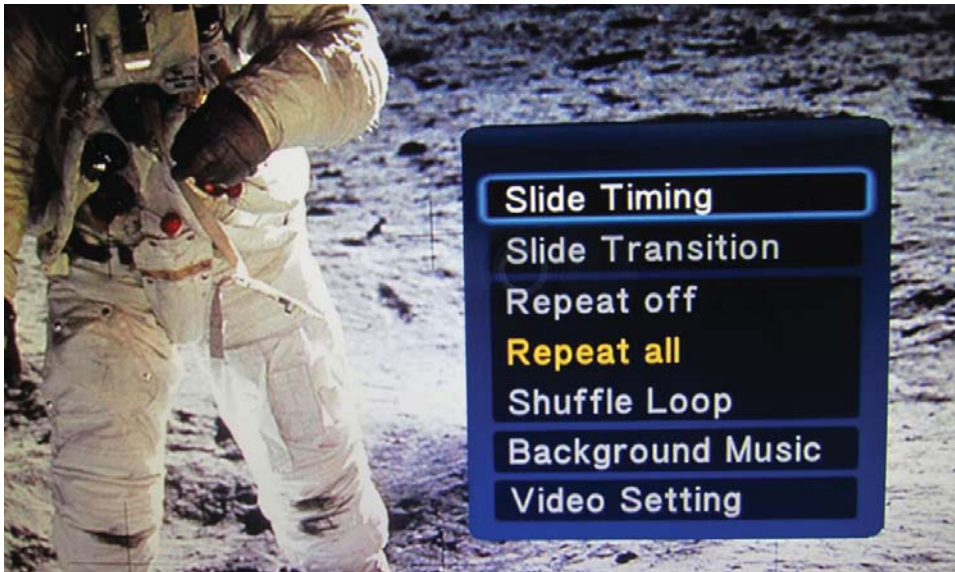 Slide Timing
Slide Transition
Repeat off
Repeat all
Shuffle Loop
Background Music
Video Setting